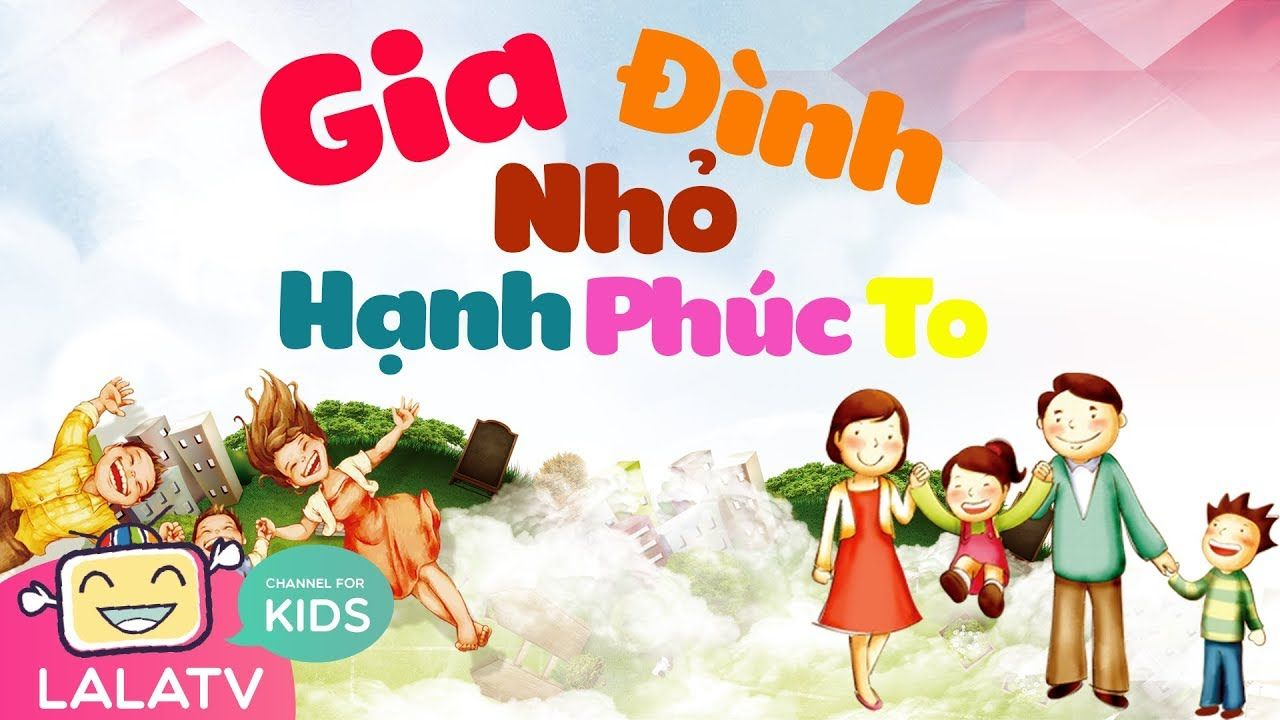 Gia Đình
Nhỏ
Hạnh Phúc To
CHANNEL FOR
KIDS
LALATV